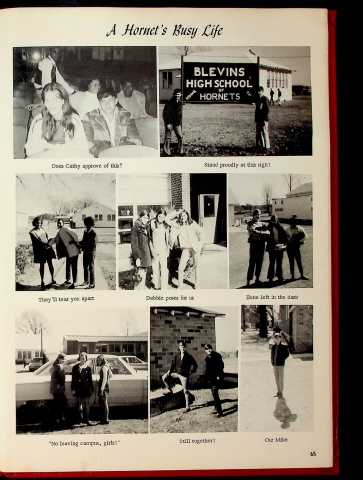 A Hornet's Busy Life
BLEVINS
HIGH SCHOOL
HORNETS
Does Cathy approve of this?
Stand proudly at this sign!
They'll tear you apart
Debbie poses for us
Ilene left in the dark
"No leaving campus, girls!"
Still together!
Our Mike
65